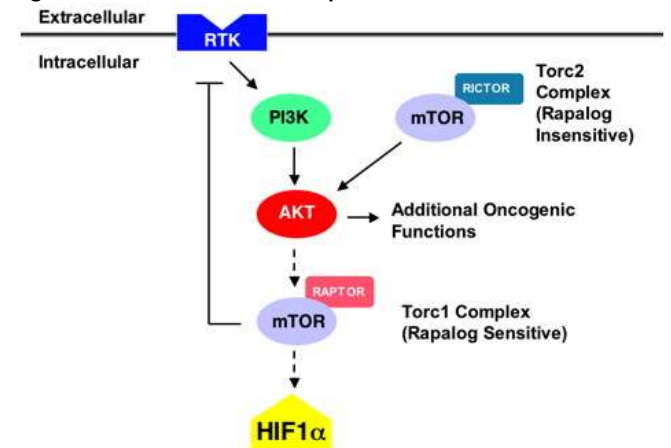 Extracellular
RTK
Intracellular
Torc2
Complex
(Rapalog
Insensitive)
RICTOR
mTOR
PI3K
AKT
Additional Oncogenic
Functions
RAPTOR
mTOR
Torc1 Complex
(Rapalog Sensitive)
HIF1α